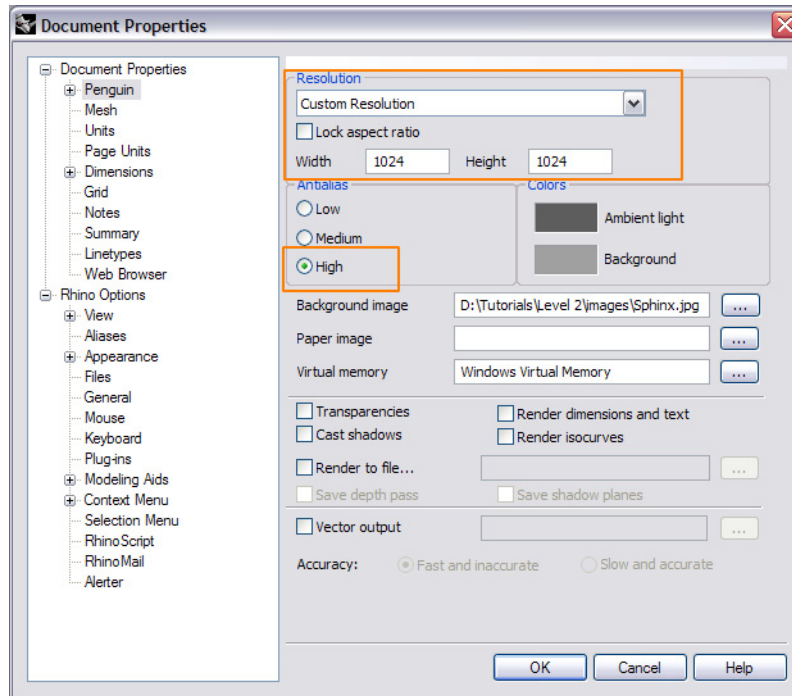 Document Properties
Document Properties
Penguin
Mesh
Units
Page Units
Dimensions
Grid
Notes
Summary
Linetypes
Web Browser
Rhino Options
View
Aliases
Appearance
Files
General
Mouse
Keyboard
Plug-ins
Modeling Aids
Context Menu
Selection Menu
RhinoScript
RhinoMail
Alerter
Resolution
Custom Resolution
Lock aspect ratio
Width 1024 Height 1024
Antialias
Low
Medium
High
Colors
Ambient light
Background
Background image D:\Tutorials\Level 2\images\Sphinx.jpg ...
Paper image ...
Virtual memory Windows Virtual Memory ...
Transparencies Render dimensions and text
Cast shadows Render isocurves
Render to file... ...
Save depth pass Save shadow planes
Vector output ...
Accuracy: Fast and inaccurate Slow and accurate
OK Cancel Help